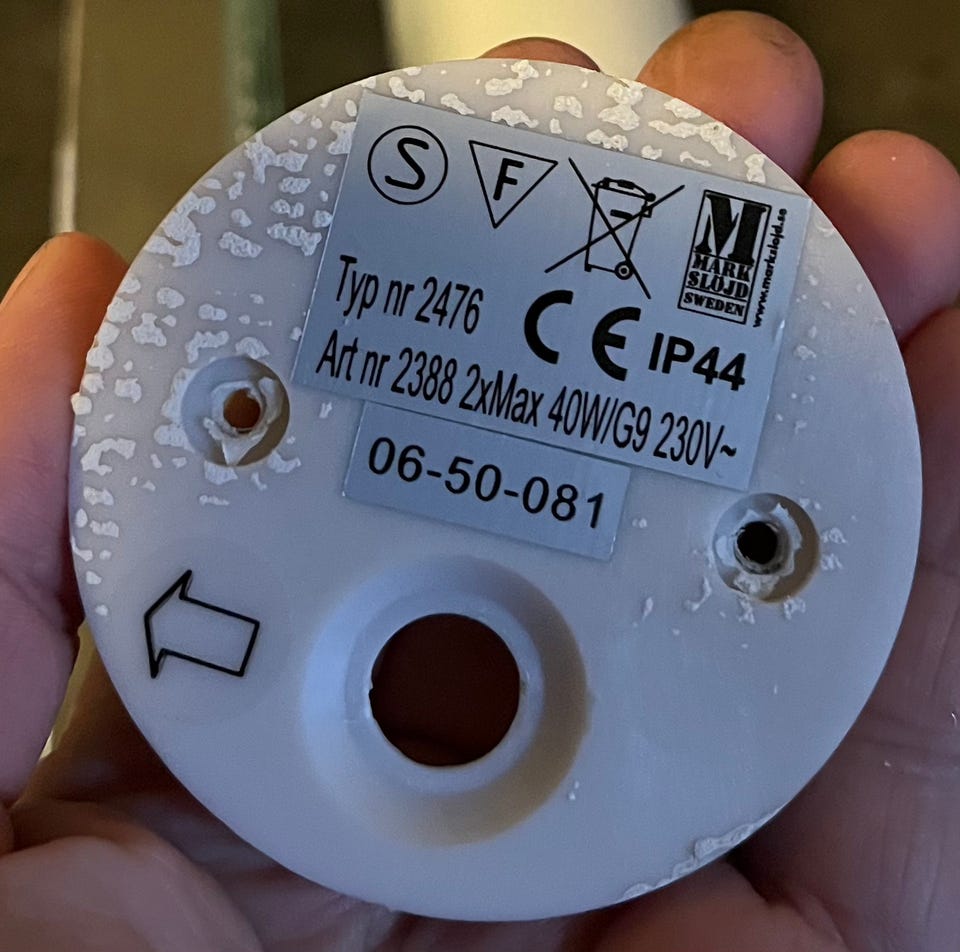 S
F
M
MARK
SLÖJD
SWEDEN
www.markslojd.se
Typ nr 2476
CE IP44
Art nr 2388 2xMax 40W/G9 230V~
06-50-081